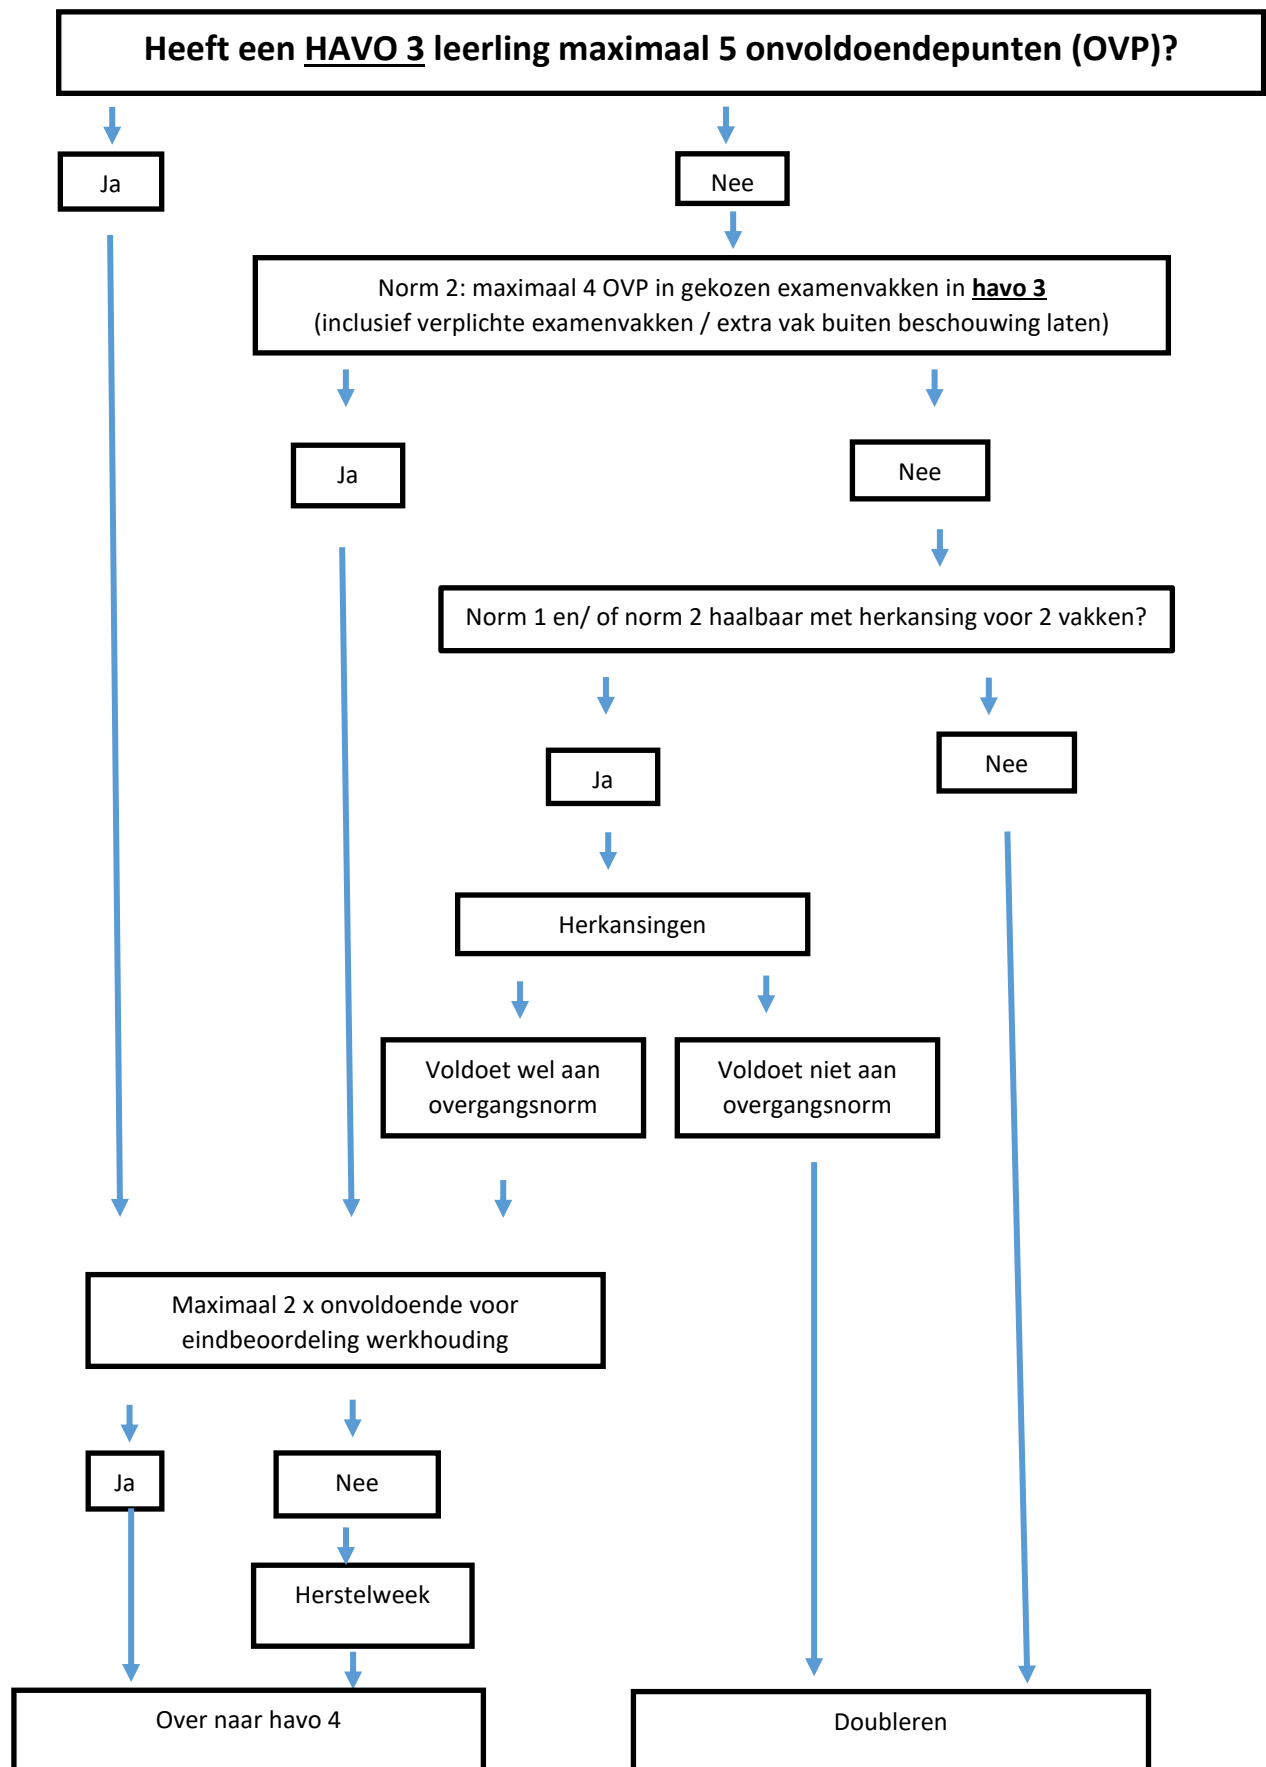 Heeft een HAVO 3 leerling maximaal 5 onvoldoendepunten (OVP)?
Ja
Nee
Norm 2: maximaal 4 OVP in gekozen examenvakken in havo 3
(inclusief verplichte examenvakken / extra vak buiten beschouwing laten)
Ja
Nee
Norm 1 en/ of norm 2 haalbaar met herkansing voor 2 vakken?
Ja
Nee
Herkansingen
Voldoet wel aan
overgangsnorm
Voldoet niet aan
overgangsnorm
Maximaal 2 x onvoldoende voor
eindbeoordeling werkhouding
Ja
Nee
Herstelweek
Over naar havo 4
Doubleren